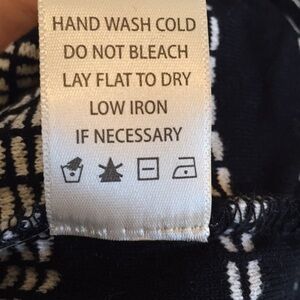 HAND WASH COLD
DO NOT BLEACH
LAY FLAT TO DRY
LOW IRON
IF NECESSARY